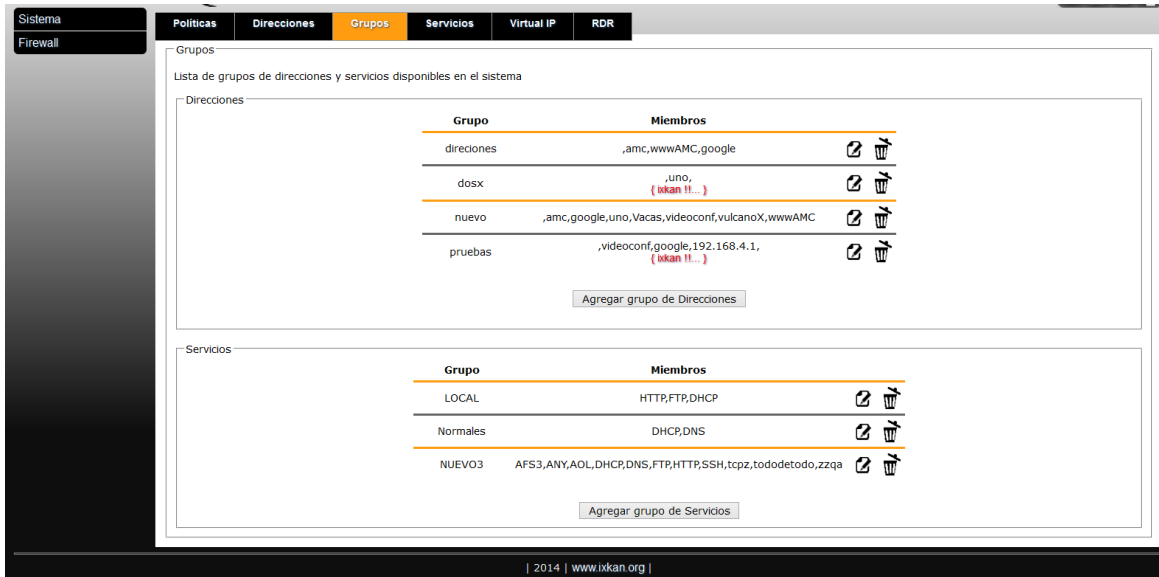 Sistema
Firewall
Políticas Direcciones Grupos Servicios Virtual IP RDR
Grupos
Lista de grupos de direcciones y servicios disponibles en el sistema
Direcciones
Grupo Miembros
direciones ,amc,wwwAMC,google
dosx ,uno,
{ ixkan !!... }
nuevo ,amc,google,uno,Vacas,videoconf,vulcanoX,wwwAMC
pruebas ,videoconf,google,192.168.4.1,
{ ixkan !!... }
Agregar grupo de Direcciones
Servicios
Grupo Miembros
LOCAL HTTP,FTP,DHCP
Normales DHCP,DNS
NUEVO3 AFS3,ANY,AOL,DHCP,DNS,FTP,HTTP,SSH,tcpz,tododetodo,zzqa
Agregar grupo de Servicios
| 2014 | www.ixkan.org |